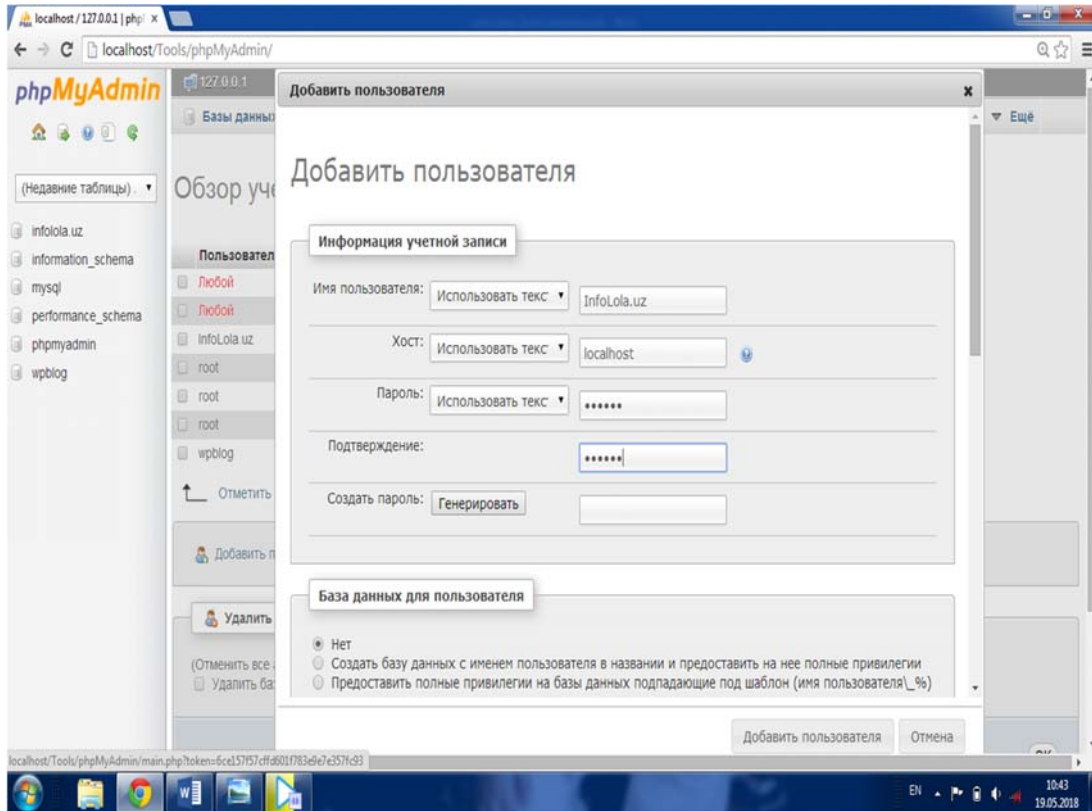 localhost / 127.0.0.1 | phpl
localhost/Tools/phpMyAdmin/
phpMyAdmin
(Недавние таблицы) .
infolola.uz
information_schema
mysql
performance_schema
phpmyadmin
wpblog
127.0.0.1
Базы данных
Ещё
Обзор уче
Пользовател
Любой
Любой
InfoLola.uz
root
root
root
wpblog
Отметить
Добавить п
Удалить
(Отменить все
Удалить ба
Добавить пользователя
Добавить пользователя
Информация учетной записи
Имя пользователя: Использовать текс InfoLola.uz
Хост: Использовать текс localhost
Пароль: Использовать текс ••••••
Подтверждение: ••••••
Создать пароль: Генерировать
База данных для пользователя
Нет
Создать базу данных с именем пользователя в названии и предоставить на нее полные привилегии
Предоставить полные привилегии на базы данных подпадающие под шаблон (имя пользователя\_%)
Добавить пользователя Отмена
localhost/Tools/phpMyAdmin/main.php?token=6ce157f57cffd601f783e9e7e357fc93
EN
10:43
19.05.2018